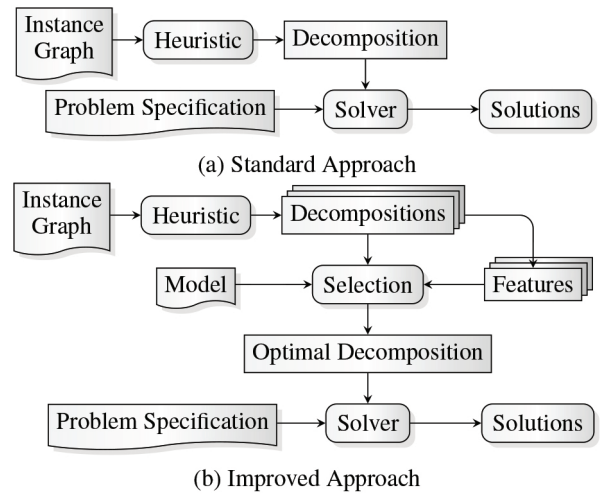 Instance
Graph
Heuristic
Decomposition
Problem Specification
Solver
Solutions
(a) Standard Approach
Instance
Graph
Heuristic
Decompositions
Model
Selection
Features
Optimal Decomposition
Problem Specification
Solver
Solutions
(b) Improved Approach